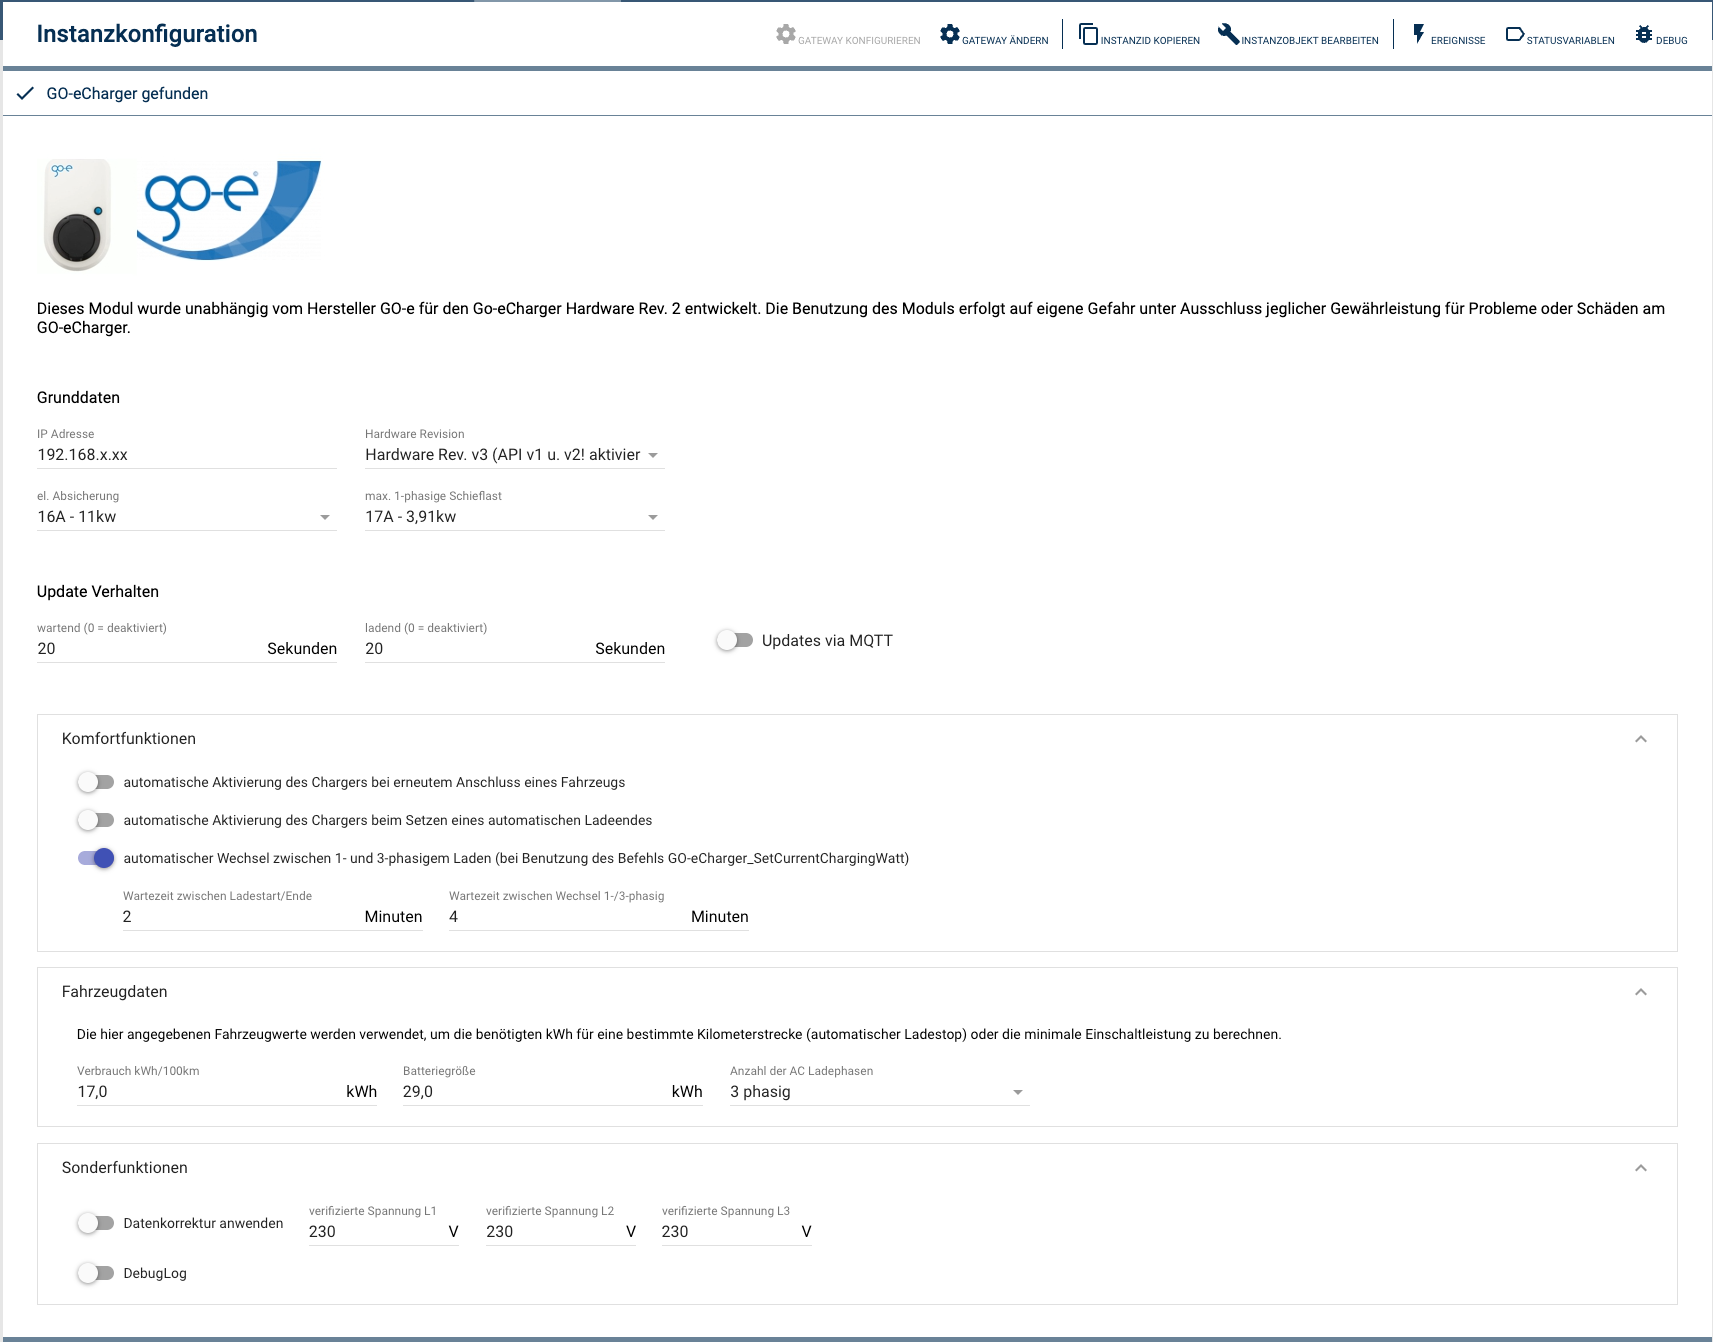 Instanzkonfiguration
GATEWAY KONFIGURIEREN GATEWAY ÄNDERN INSTANZID KOPIEREN INSTANZOBJEKT BEARBEITEN EREIGNISSE STATUSVARIABLEN DEBUG
GO-eCharger gefunden
go-e
go-e®
Dieses Modul wurde unabhängig vom Hersteller GO-e für den Go-eCharger Hardware Rev. 2 entwickelt. Die Benutzung des Moduls erfolgt auf eigene Gefahr unter Ausschluss jeglicher Gewährleistung für Probleme oder Schäden am
GO-eCharger.
Grunddaten
IP Adresse Hardware Revision
192.168.x.xx Hardware Rev. v3 (API v1 u. v2! aktivier
el. Absicherung max. 1-phasige Schieflast
16A - 11kw 17A - 3,91kw
Update Verhalten
wartend (0 = deaktiviert) ladend (0 = deaktiviert)
20 Sekunden 20 Sekunden Updates via MQTT
Komfortfunktionen
automatische Aktivierung des Chargers bei erneutem Anschluss eines Fahrzeugs
automatische Aktivierung des Chargers beim Setzen eines automatischen Ladeendes
automatischer Wechsel zwischen 1- und 3-phasigem Laden (bei Benutzung des Befehls GO-eCharger_SetCurrentChargingWatt)
Wartezeit zwischen Ladestart/Ende Wartezeit zwischen Wechsel 1-/3-phasig
2 Minuten 4 Minuten
Fahrzeugdaten
Die hier angegebenen Fahrzeugwerte werden verwendet, um die benötigten kWh für eine bestimmte Kilometerstrecke (automatischer Ladestop) oder die minimale Einschaltleistung zu berechnen.
Verbrauch kWh/100km Batteriegröße Anzahl der AC Ladephasen
17,0 kWh 29,0 kWh 3 phasig
Sonderfunktionen
verifizierte Spannung L1 verifizierte Spannung L2 verifizierte Spannung L3
Datenkorrektur anwenden 230 V 230 V 230 V
DebugLog